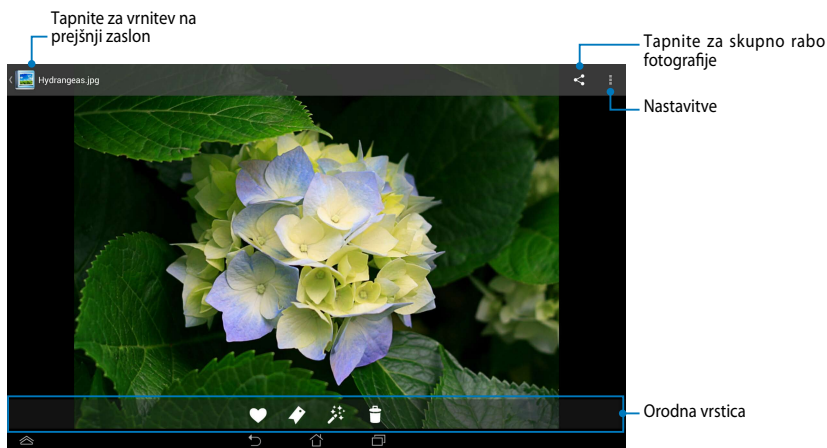 Tapnite za vrnitev na
prejšnji zaslon
Tapnite za skupno rabo
fotografije
Hydrangeas.jpg
Nastavitve
Orodna vrstica